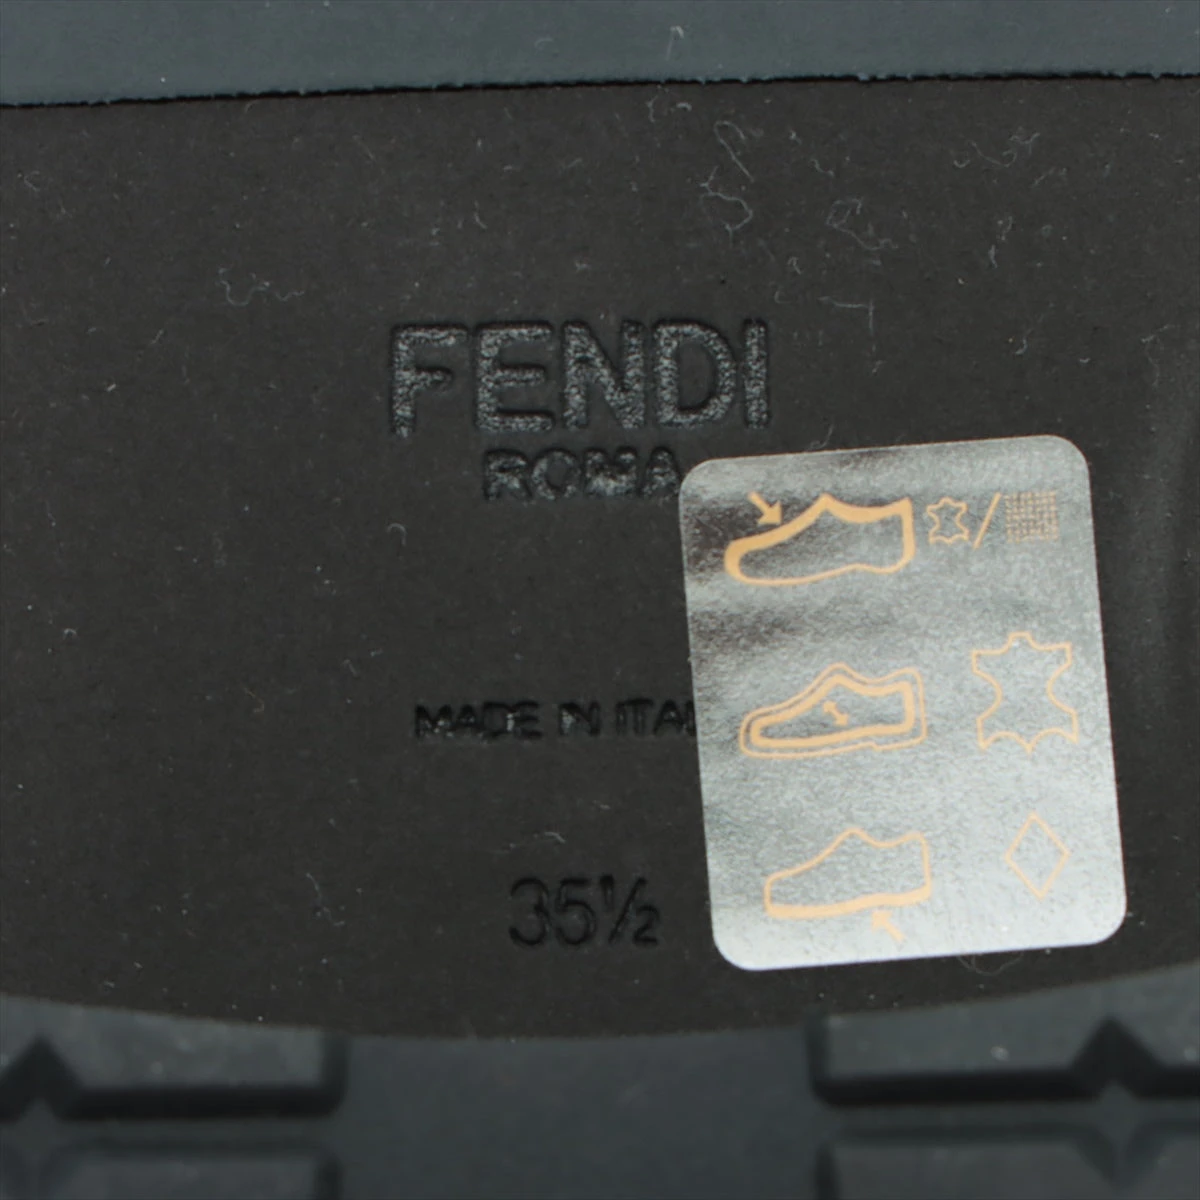 FENDI
ROMA
MADE IN ITAL
35½